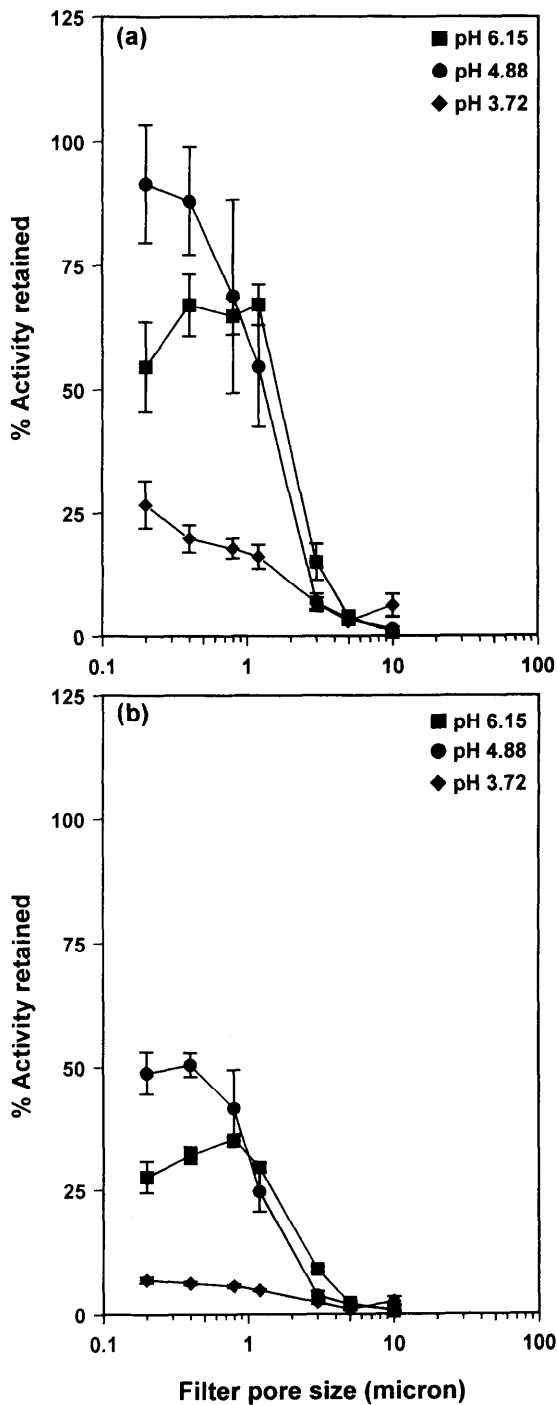 (a)
pH 6.15
pH 4.88
pH 3.72
125
100
75
50
25
0
% Activity retained
0.1 1 10 100
(b)
pH 6.15
pH 4.88
pH 3.72
125
100
75
50
25
0
% Activity retained
0.1 1 10 100
Filter pore size (micron)